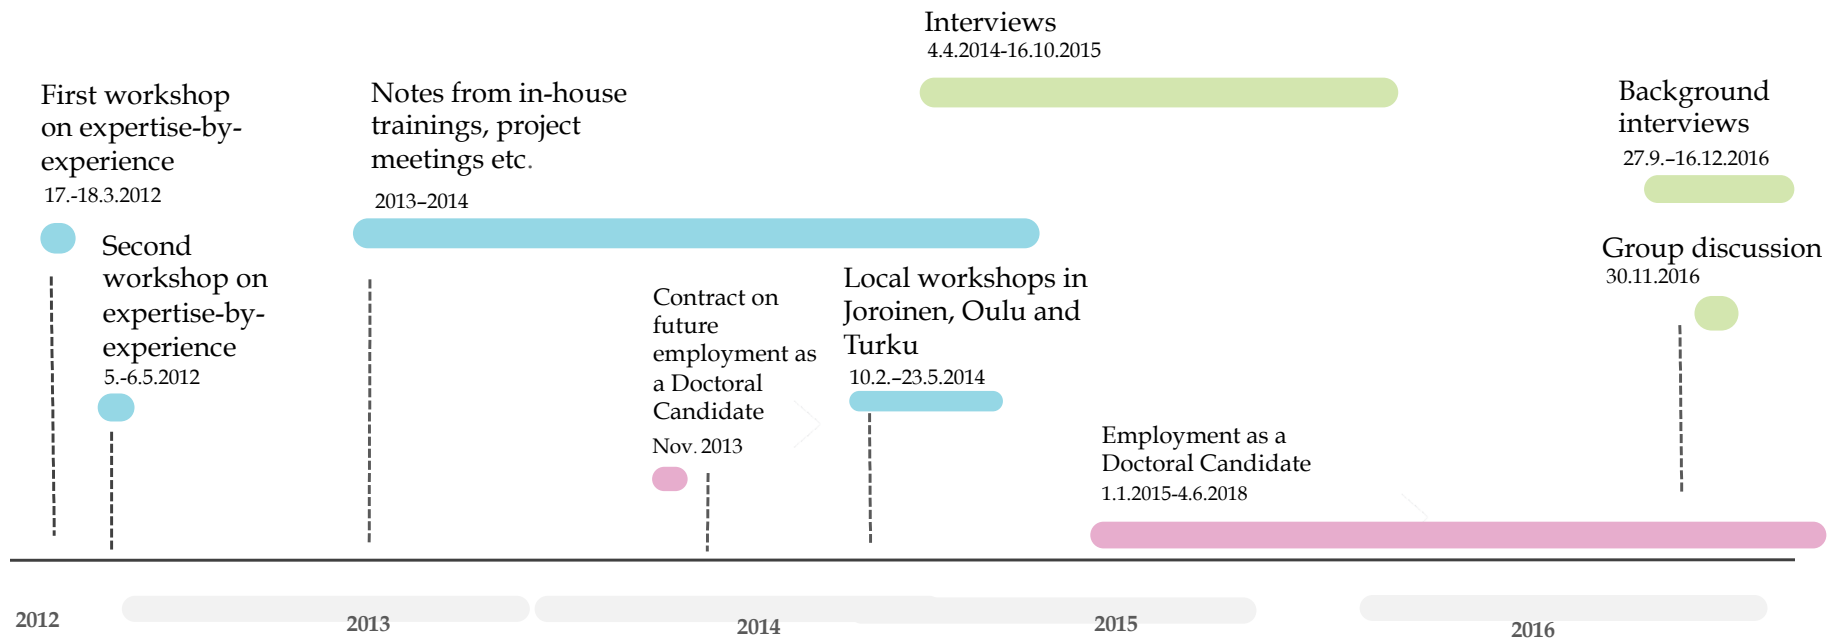 Interviews
4.4.2014-16.10.2015
First workshop
on expertise-by-
experience
17.-18.3.2012
Notes from in-house
trainings, project
meetings etc.
2013–2014
Background
interviews
27.9.–16.12.2016
Second
workshop on
expertise-by-
experience
5.-6.5.2012
Contract on
future
employment as
a Doctoral
Candidate
Nov. 2013
Local workshops in
Joroinen, Oulu and
Turku
10.2.–23.5.2014
Group discussion
30.11.2016
Employment as a
Doctoral Candidate
1.1.2015-4.6.2018
2012
2013
2014
2015
2016